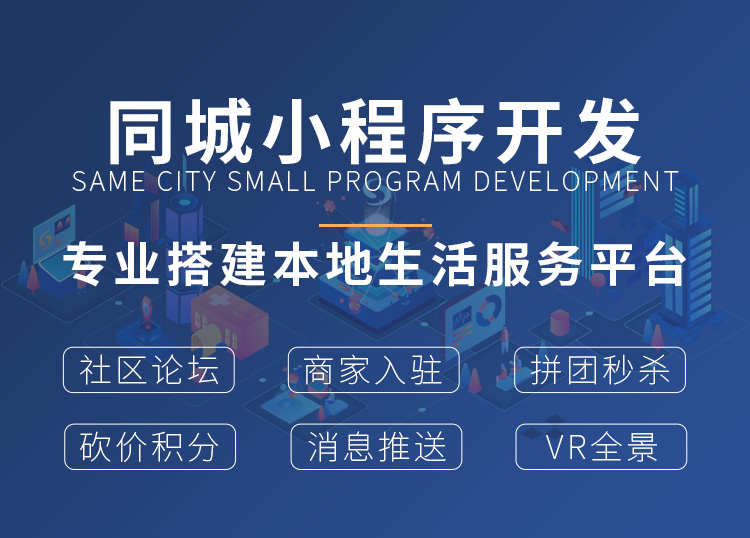 同城小程序开发
SAME CITY SMALL PROGRAM DEVELOPMENT
专业搭建本地生活服务平台
社区论坛 商家入驻 拼团秒杀
砍价积分 消息推送 VR全景